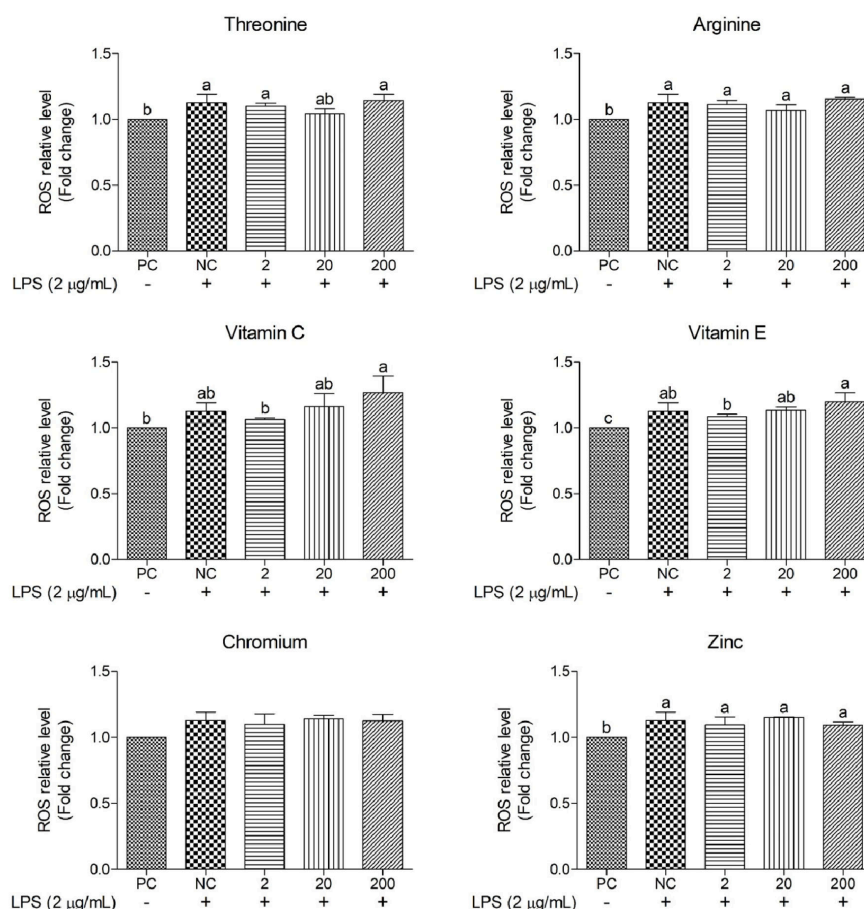 Threonine
ROS relative level
(Fold change)
1.5
1.0
0.5
0.0
b a a ab a
PC NC 2 20 200
LPS (2 μg/mL) - + + + +
Arginine
ROS relative level
(Fold change)
1.5
1.0
0.5
0.0
b a a a a
PC NC 2 20 200
LPS (2 μg/mL) - + + + +
Vitamin C
ROS relative level
(Fold change)
1.5
1.0
0.5
0.0
b ab b ab a
PC NC 2 20 200
LPS (2 μg/mL) - + + + +
Vitamin E
ROS relative level
(Fold change)
1.5
1.0
0.5
0.0
c ab b ab a
PC NC 2 20 200
LPS (2 μg/mL) - + + + +
Chromium
ROS relative level
(Fold change)
1.5
1.0
0.5
0.0
PC NC 2 20 200
LPS (2 μg/mL) - + + + +
Zinc
ROS relative level
(Fold change)
1.5
1.0
0.5
0.0
b a a a a
PC NC 2 20 200
LPS (2 μg/mL) - + + + +